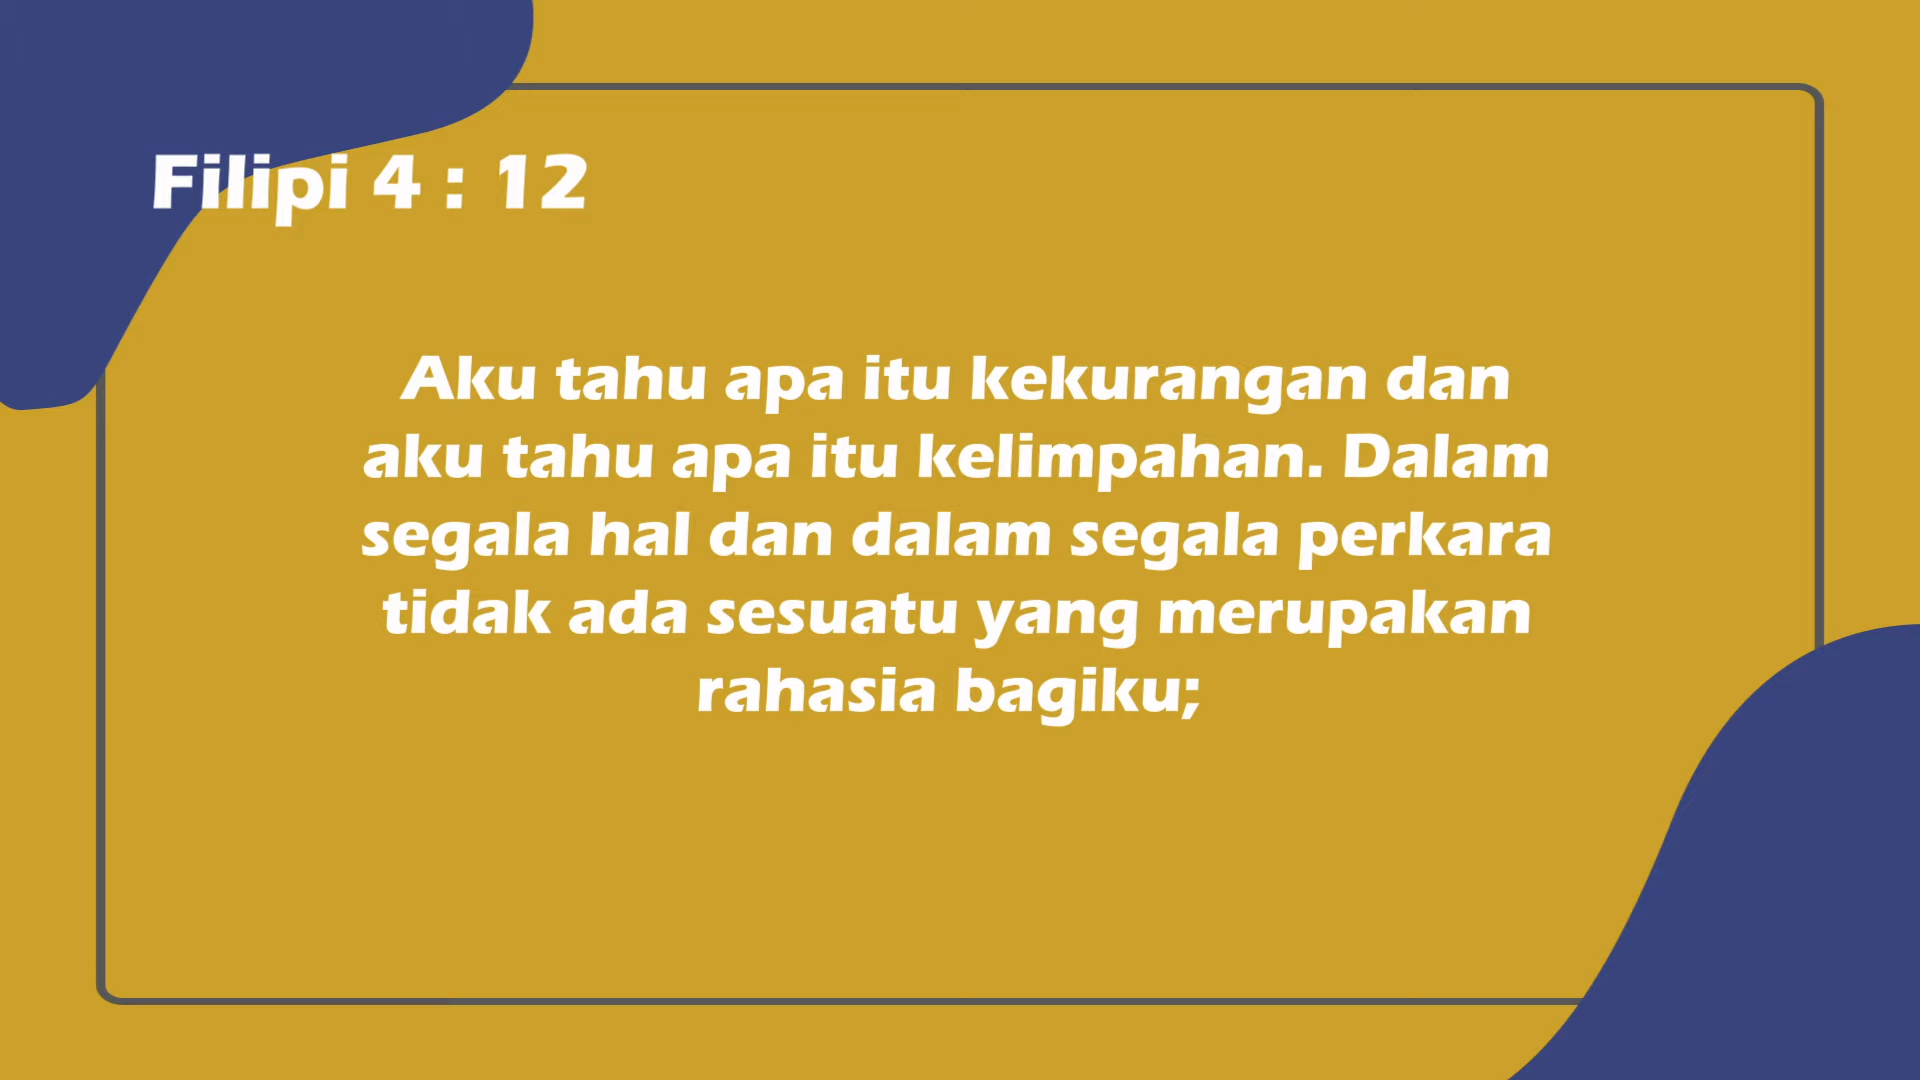 Filipi 4 : 12
Aku tahu apa itu kekurangan dan
aku tahu apa itu kelimpahan. Dalam
segala hal dan dalam segala perkara
tidak ada sesuatu yang merupakan
rahasia bagiku;